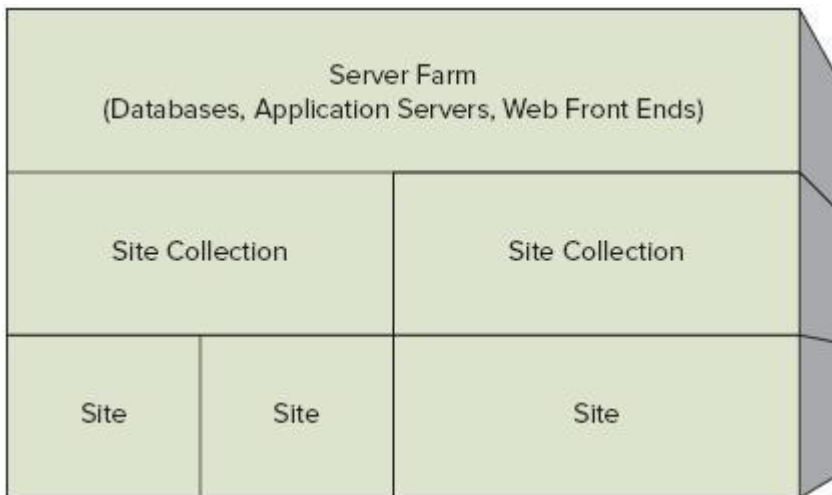 Server Farm
(Databases, Application Servers, Web Front Ends)
Site Collection
Site Collection
Site
Site
Site